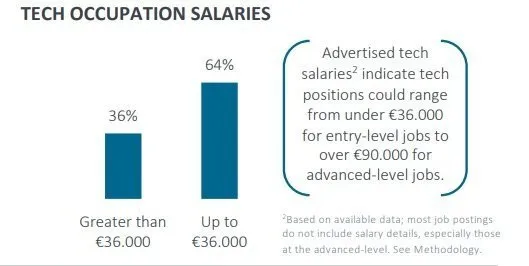 TECH OCCUPATION SALARIES
64%
36%
Greater than
€36.000
Up to
€36.000
Advertised tech
salaries² indicate tech
positions could range
from under €36.000
for entry-level jobs to
over €90.000 for
advanced-level jobs.
²Based on available data; most job postings
do not include salary details, especially those
at the advanced-level. See Methodology.